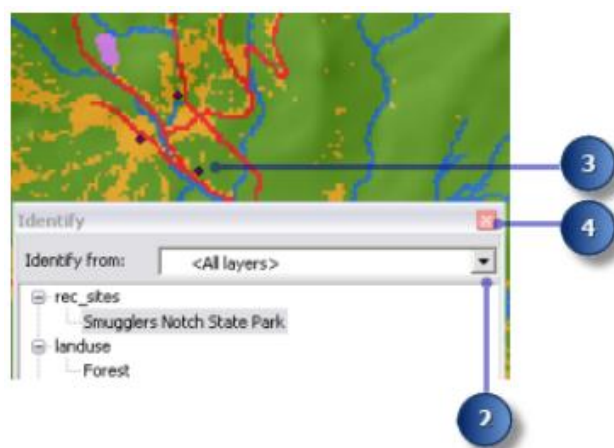 3
Identify
4
Identify from: <All layers>
rec_sites
Smugglers Notch State Park
landuse
Forest
2